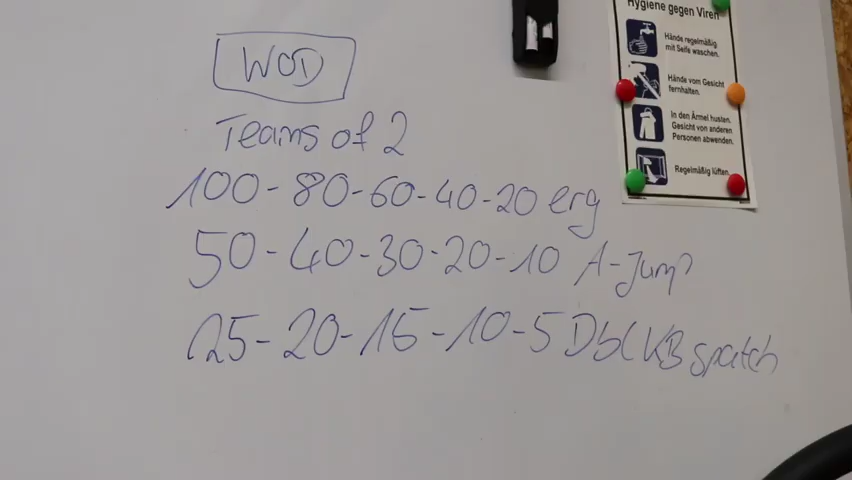 WOD
Teams of 2
100-80-60-40-20 erg
50-40-30-20-10 A-Jump
25-20-15-10-5 Dbl KB snatch
Hygiene gegen Viren
Hände regelmäßig
mit Seife waschen.
Hände vom Gesicht
fernhalten.
In den Ärmel husten.
Gesicht von anderen
Personen abwenden.
Regelmäßig lüften.